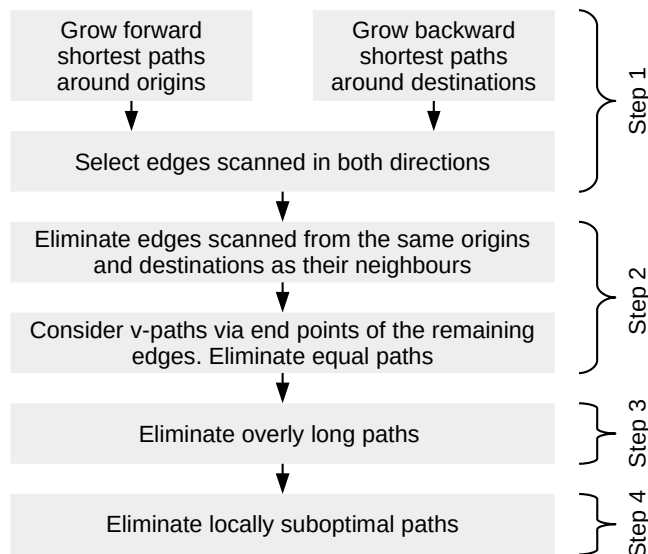 Grow forward
shortest paths
around origins
Grow backward
shortest paths
around destinations
Step 1
Select edges scanned in both directions
Eliminate edges scanned from the same origins
and destinations as their neighbours
Step 2
Consider v-paths via end points of the remaining
edges. Eliminate equal paths
Eliminate overly long paths
Step 3
Eliminate locally suboptimal paths
Step 4